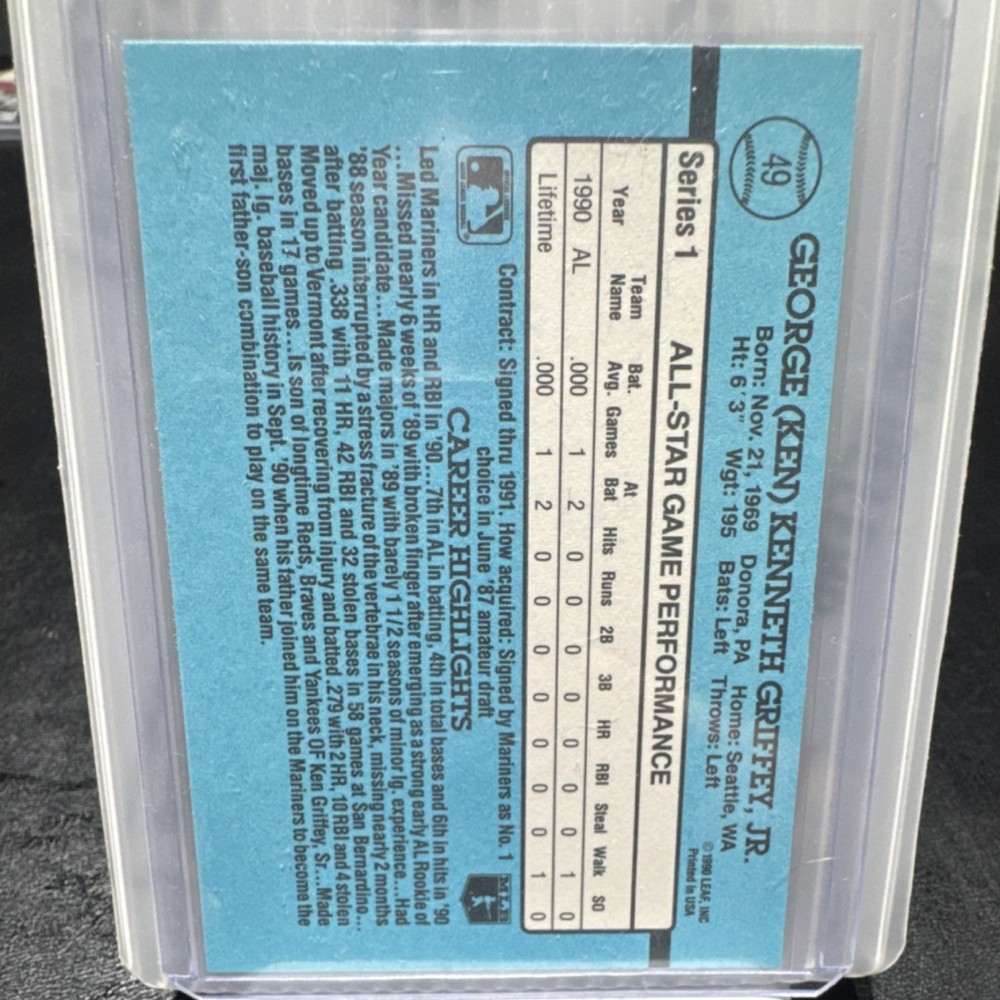 49
GEORGE (KEN) KENNETH GRIFFEY, JR.
Born: Nov. 21, 1969 Donora, PA Home: Seattle, WA
Ht: 6'3" Wgt: 195 Bats: Left Throws: Left
© 1990 LEAF, INC.
Printed in USA
Series 1 ALL-STAR GAME PERFORMANCE
Year Team Name Bat. Avg. Games At Bat Hits Runs 2B 3B HR RBI Steal Walk SO
1990 AL .000 1 2 0 0 0 0 0 0 0 1 0
Lifetime .000 1 2 0 0 0 0 0 0 0 1 0
Contract: Signed thru 1991. How acquired: Signed by Mariners as No. 1
choice in June '87 amateur draft
MLB
CAREER HIGHLIGHTS
Led Mariners in HR and RBI in '90...7th in AL in batting, 4th in total bases and 6th in hits in '90
...Missed nearly 6 weeks of '89 with broken finger after emerging as a strong early AL Rookie of
Year candidate...Made majors in '89 with barely 1 1/2 seasons of minor lg. experience...Had
'88 season interrupted by a stress fracture of the vertebrae in his neck, missing nearly 2 months
after batting .338 with 11 HR, 42 RBI and 32 stolen bases in 58 games at San Bernardino...
Moved up to Vermont after recovering from injury and batted .279 with 2 HR, 10 RBI and 4 stolen
bases in 17 games...Is son of longtime Reds, Braves and Yankees OF Ken Griffey, Sr...Made
maj. lg. baseball history in Sept. '90 when his father joined him on the Mariners to become the
first father-son combination to play on the same team.